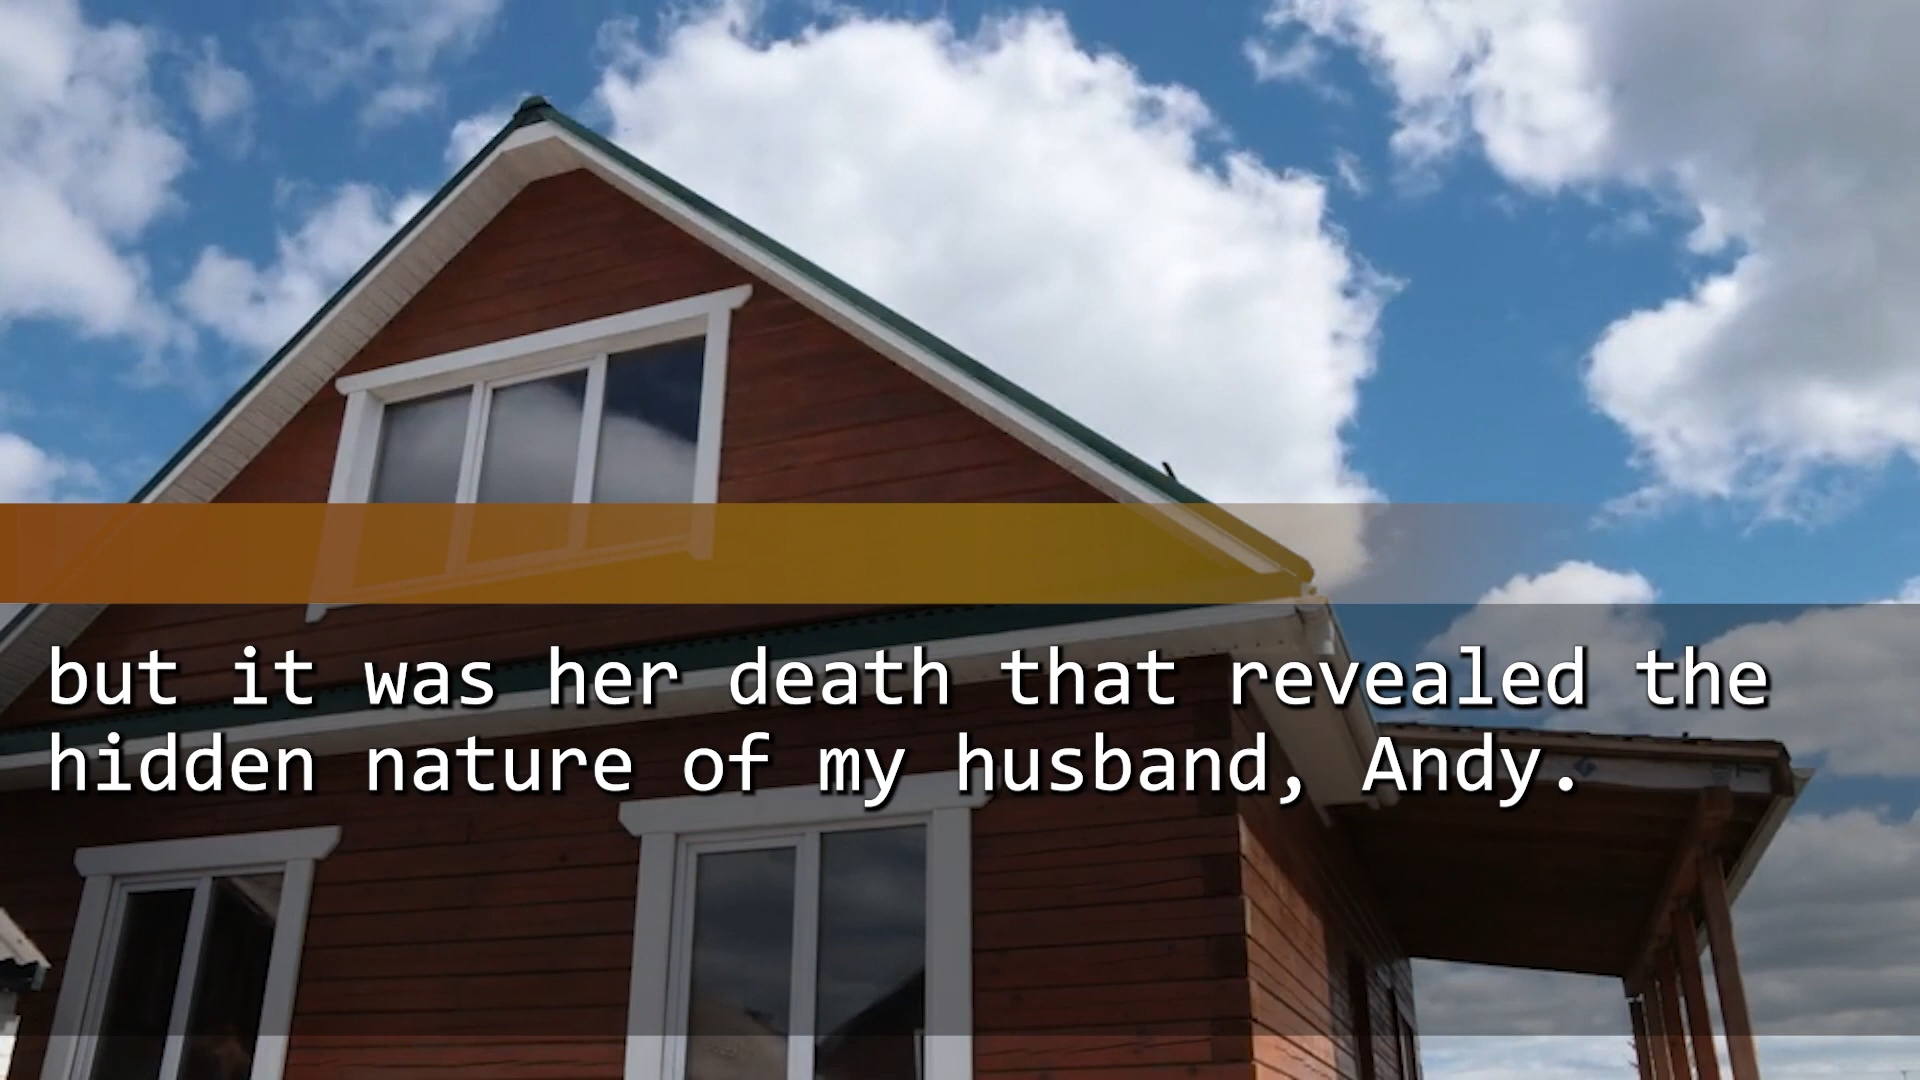 but it was her death that revealed the
hidden nature of my husband, Andy.